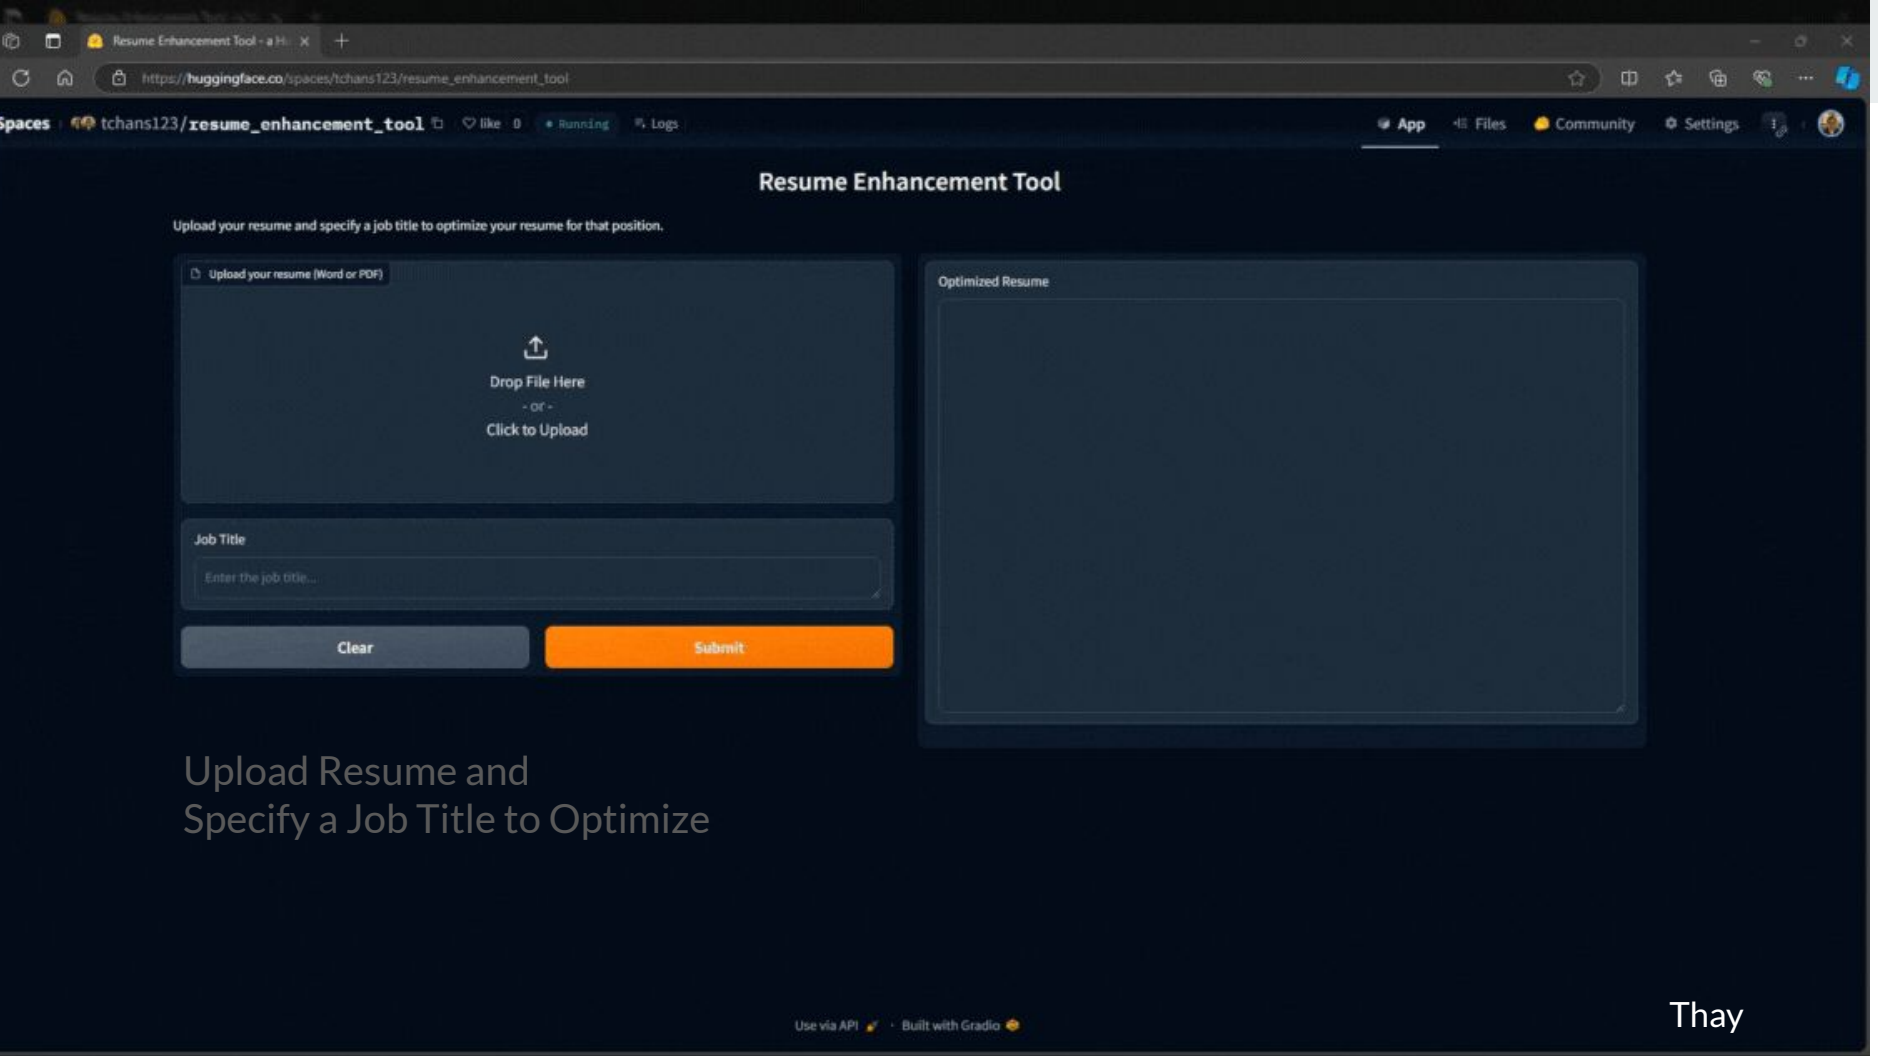 Resume Enhancement Tool - a H
https://huggingface.co/spaces/tchans123/resume_enhancement_tool
Spaces tchans123/resume_enhancement_tool like 0 Running Logs App Files Community Settings
Resume Enhancement Tool
Upload your resume and specify a job title to optimize your resume for that position.
Upload your resume (Word or PDF)
Drop File Here
- or -
Click to Upload
Job Title
Enter the job title...
Clear Submit
Optimized Resume
Upload Resume and
Specify a Job Title to Optimize
Use via API · Built with Gradio
Thay